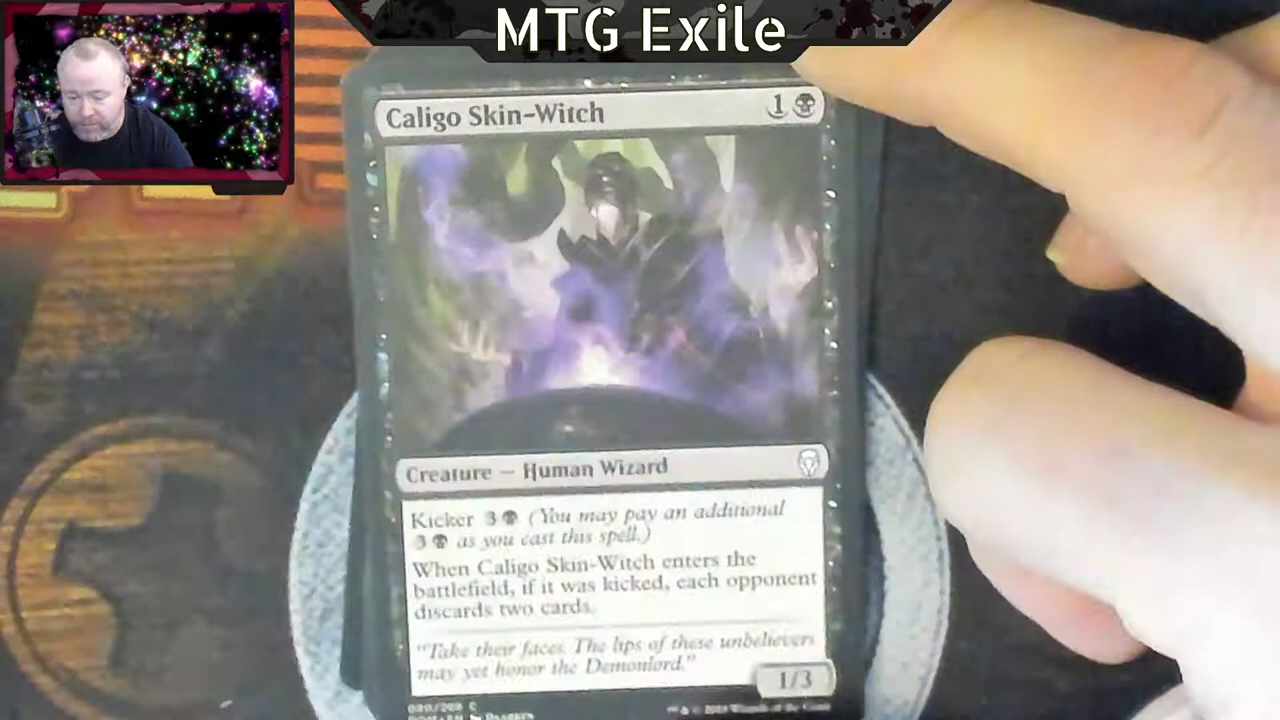 MTG Exile
Caligo Skin-Witch 1
Creature — Human Wizard
Kicker 3 (You may pay an additional
3 as you cast this spell.)
When Caligo Skin-Witch enters the
battlefield, if it was kicked, each opponent
discards two cards.
"Take their faces. The lips of these unbelievers
may yet honor the Demonlord."
1/3